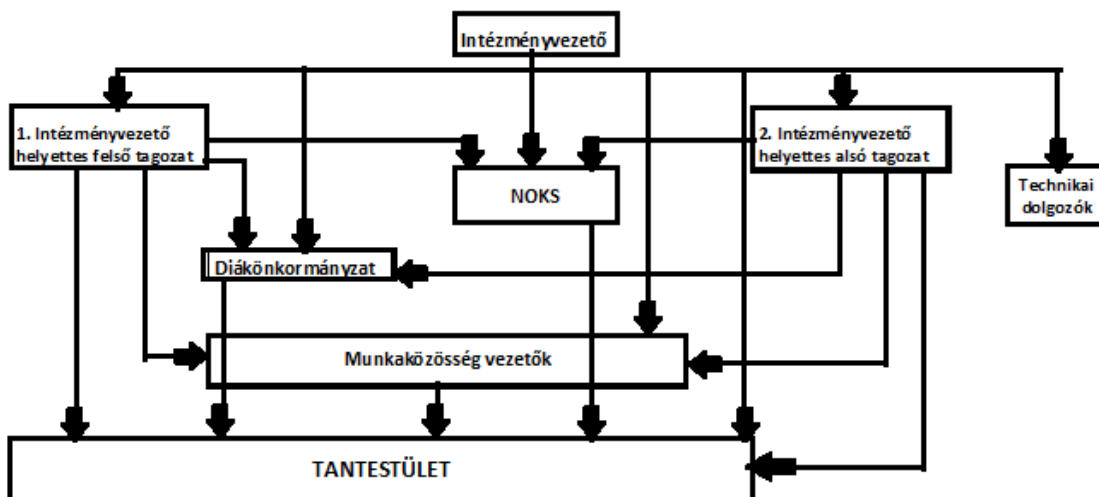 Intézményvezető
1. Intézményvezető
helyettes felső tagozat
2. Intézményvezető
helyettes alsó tagozat
NOKS
Technikai
dolgozók
Diákönkormányzat
Munkaközösség vezetők
TANTESTÜLET